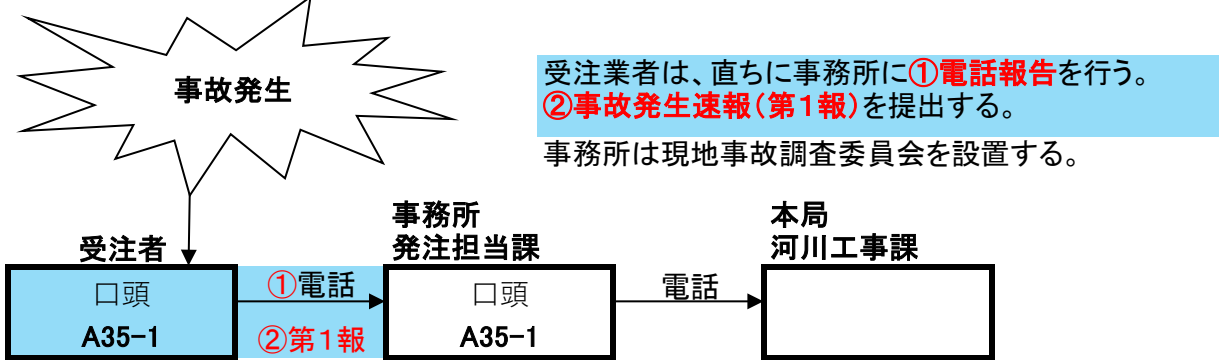 事故発生
受注業者は、直ちに事務所に①電話報告を行う。
②事故発生速報(第1報)を提出する。
事務所は現地事故調査委員会を設置する。
受注者
事務所
発注担当課
本局
河川工事課
口頭
A35-1
①電話
②第1報
口頭
A35-1
電話